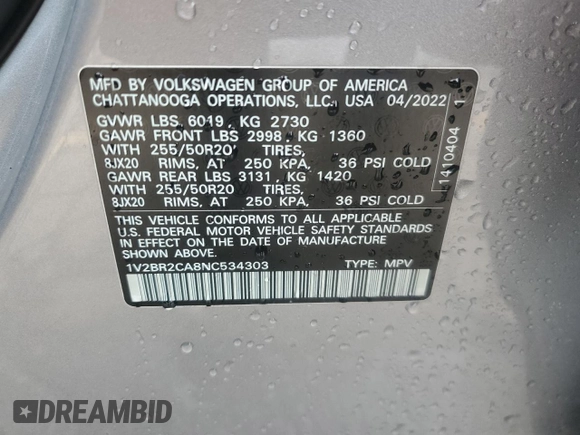 MFD BY VOLKSWAGEN GROUP OF AMERICA
CHATTANOOGA OPERATIONS, LLC., USA 04/2022
GVWR LBS. 6019 , KG 2730
GAWR FRONT LBS 2998 , KG 1360
WITH 255/50R20 TIRES,
8JX20 RIMS, AT 250 KPA, 36 PSI COLD
GAWR REAR LBS 3131 , KG 1420
WITH 255/50R20 TIRES,
8JX20 RIMS, AT 250 KPA, 36 PSI COLD
THIS VEHICLE CONFORMS TO ALL APPLICABLE
U.S. FEDERAL MOTOR VEHICLE SAFETY STANDARDS
IN EFFECT ON THE DATE OF MANUFACTURE
SHOWN ABOVE.
1V2BR2CA8NC534303 TYPE: MPV
1410404 1
DREAMBID